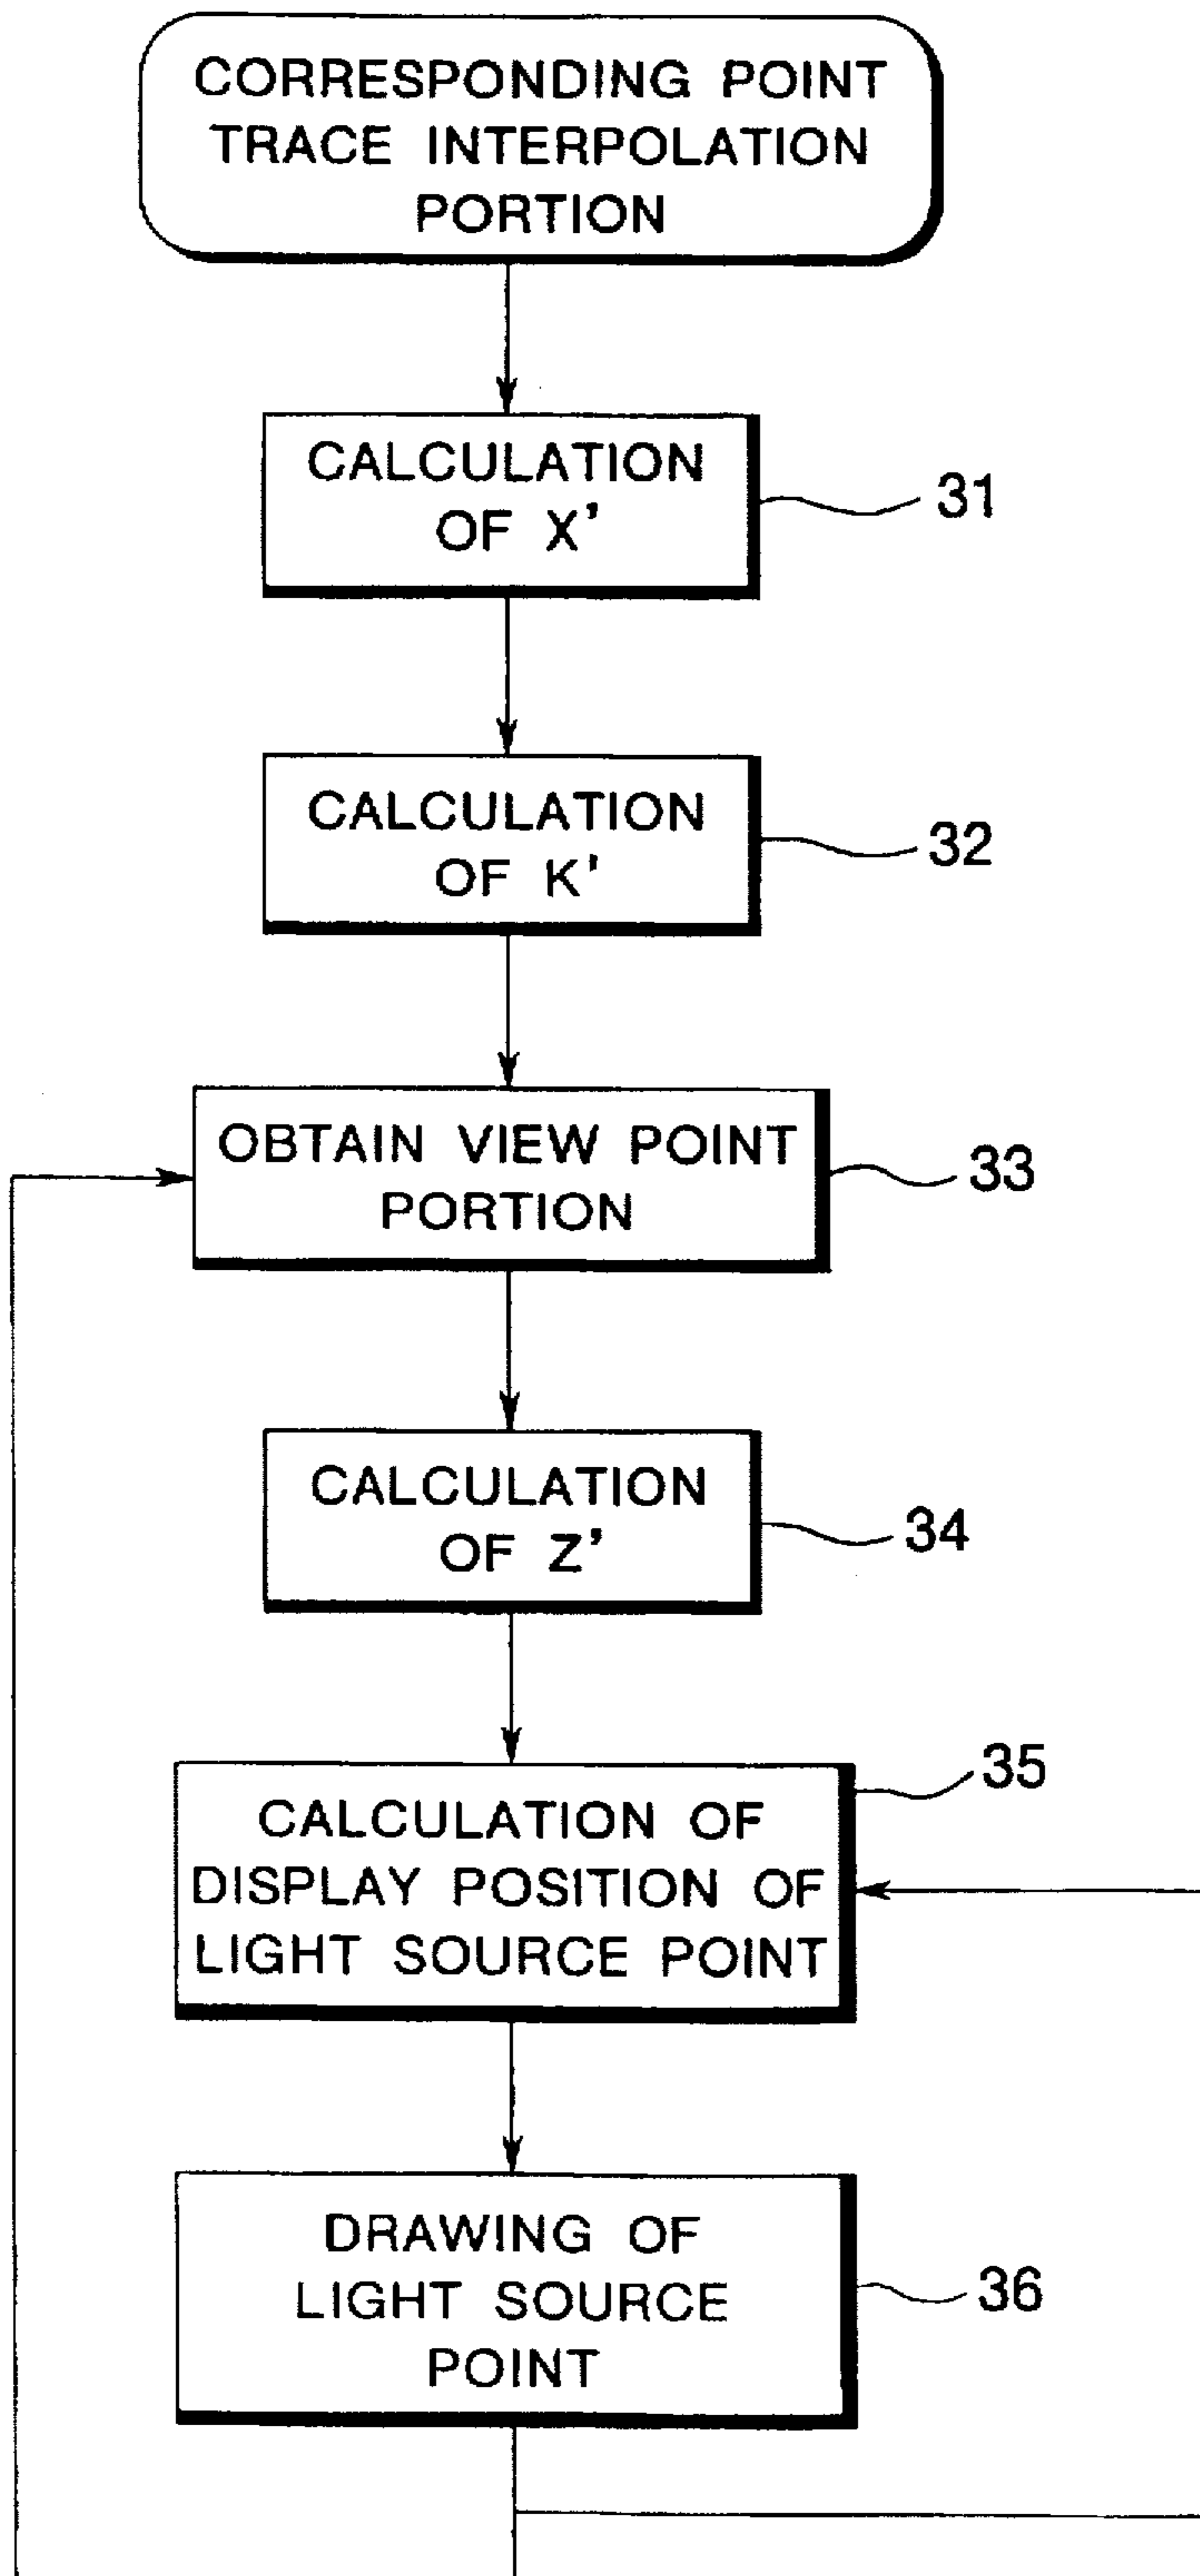 CORRESPONDING POINT
TRACE INTERPOLATION
PORTION
CALCULATION
OF X'
31
CALCULATION
OF K'
32
OBTAIN VIEW POINT
PORTION
33
CALCULATION
OF Z'
34
35
CALCULATION OF
DISPLAY POSITION OF
LIGHT SOURCE POINT
DRAWING OF
LIGHT SOURCE
POINT
36